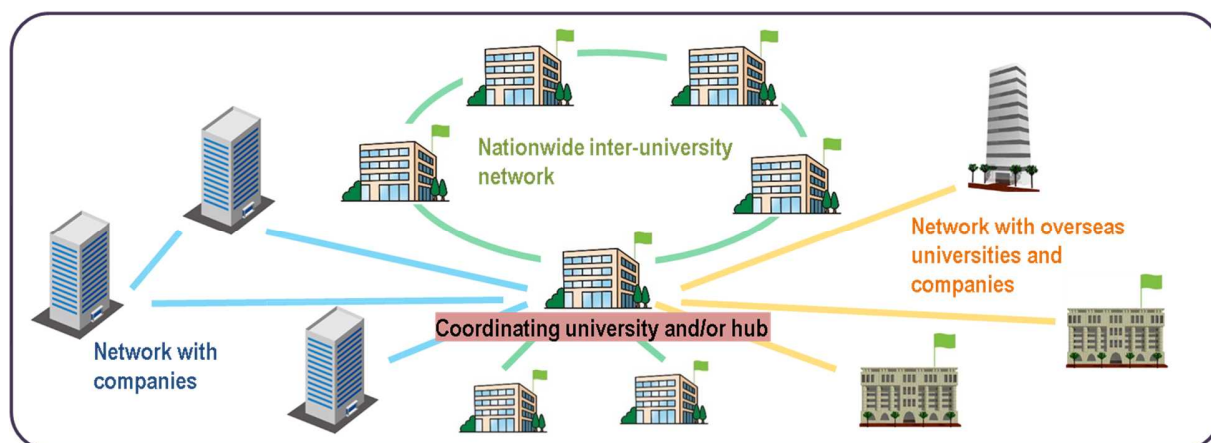 Nationwide inter-university
network
Network with overseas
universities and
companies
Coordinating university and/or hub
Network with
companies